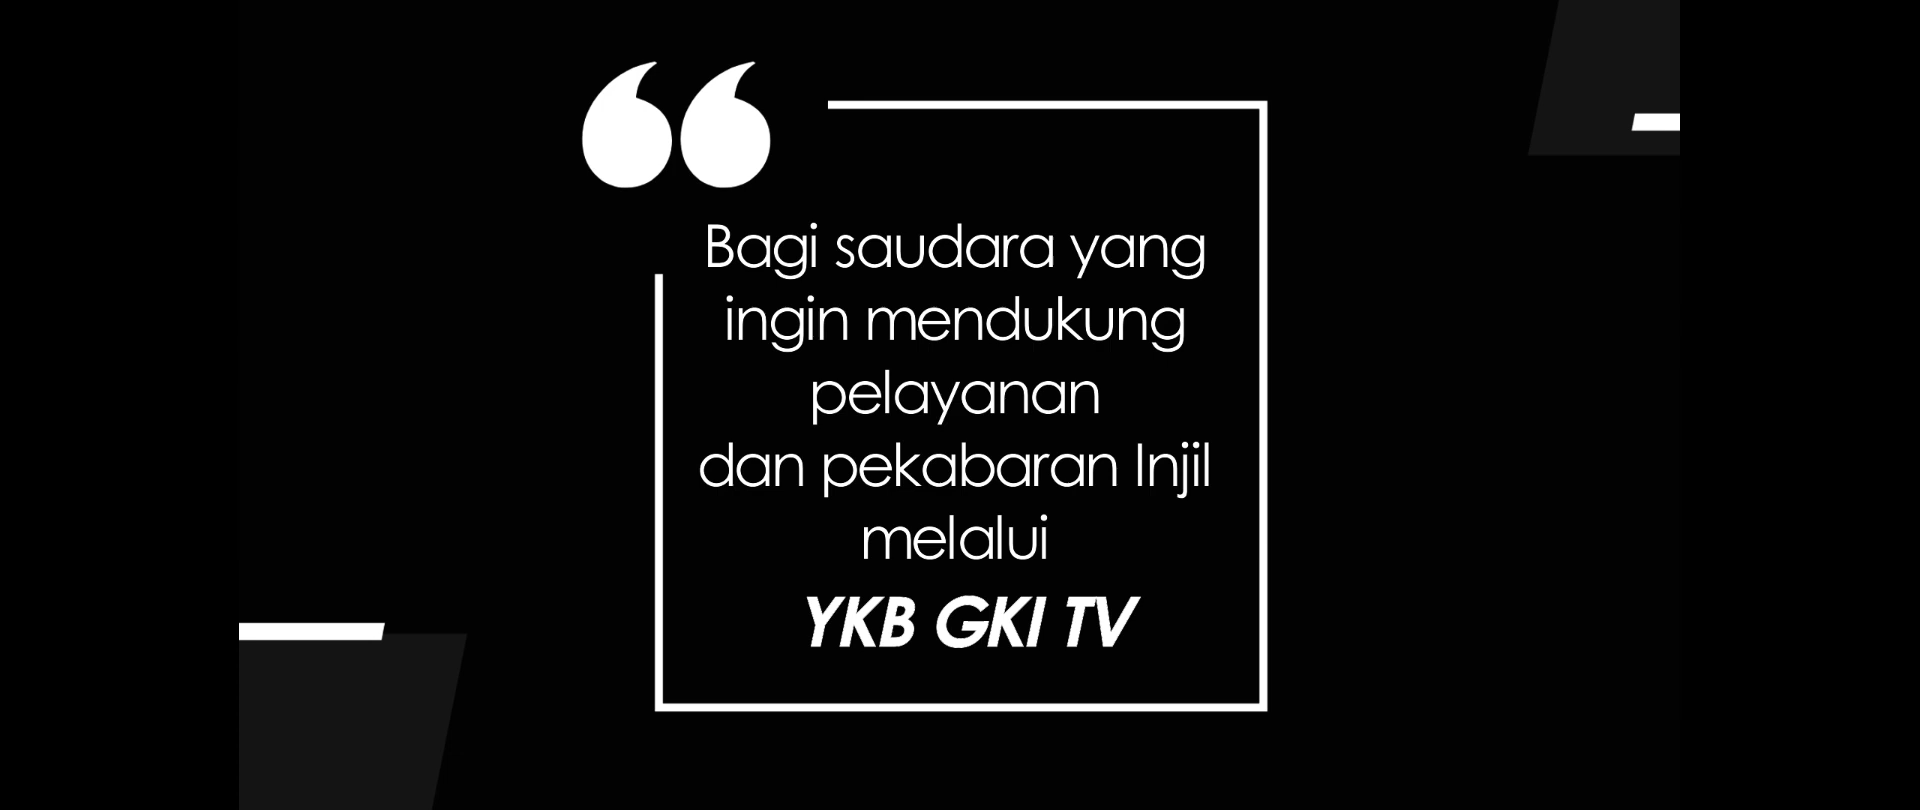 Bagi saudara yang
ingin mendukung
pelayanan
dan pekabaran Injil
melalui
YKB GKI TV